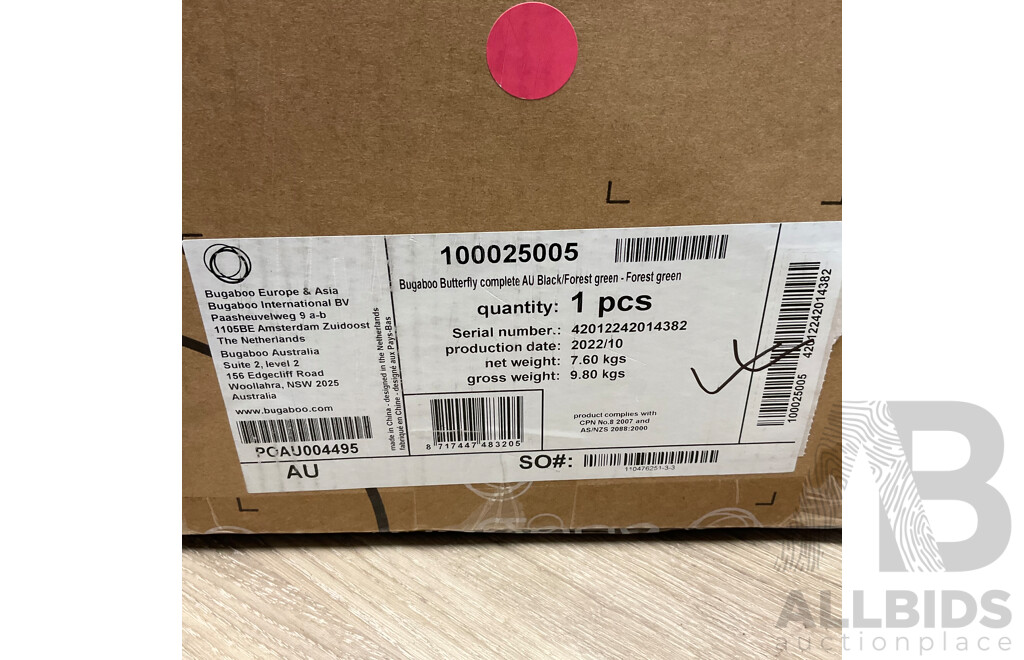 Bugaboo Europe & Asia
Bugaboo International BV
Paasheuvelweg 9 a-b
1105BE Amsterdam Zuidoost
The Netherlands
Bugaboo Australia
Suite 2, level 2
156 Edgecliff Road
Woollahra, NSW 2025
Australia
www.bugaboo.com
POAU004495
AU
made in China - designed in the Netherlands
fabriqué en Chine - designé aux Pays-Bas
100025005
Bugaboo Butterfly complete AU Black/Forest green - Forest green
quantity: 1 pcs
Serial number.: 42012242014382
production date: 2022/10
net weight: 7.60 kgs
gross weight: 9.80 kgs
8 717447 483205
product complies with
CPN No.8 2007 and
AS/NZS 2088:2000
SO#:
110476251-3-3
100025005 42012242014382
AB
ALLBIDS
auctionplace